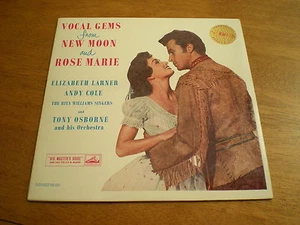 VOCAL GEMS
from
NEW MOON
and
ROSE MARIE
ELIZABETH LARNER
ANDY COLE
THE RITA WILLIAMS SINGERS
with
TONY OSBORNE
and his Orchestra
"HIS MASTER'S VOICE"